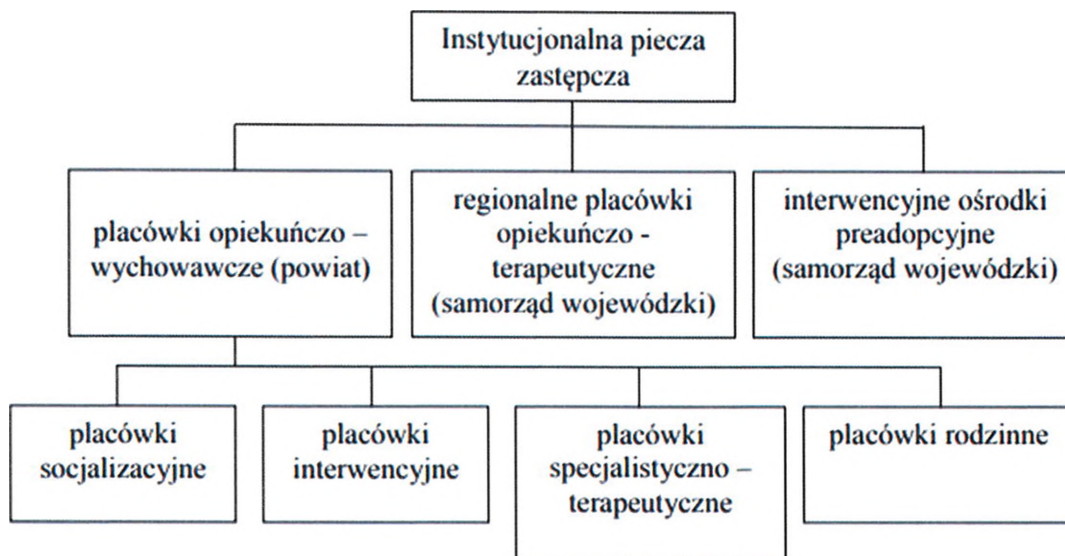 Instytucjonalna piecza
zastępcza
placówki opiekuńczo –
wychowawcze (powiat)
regionalne placówki
opiekuńczo -
terapeutyczne
(samorząd wojewódzki)
interwencyjne ośrodki
preadopcyjne
(samorząd wojewódzki)
placówki
socjalizacyjne
placówki
interwencyjne
placówki
specjalistyczno –
terapeutyczne
placówki rodzinne